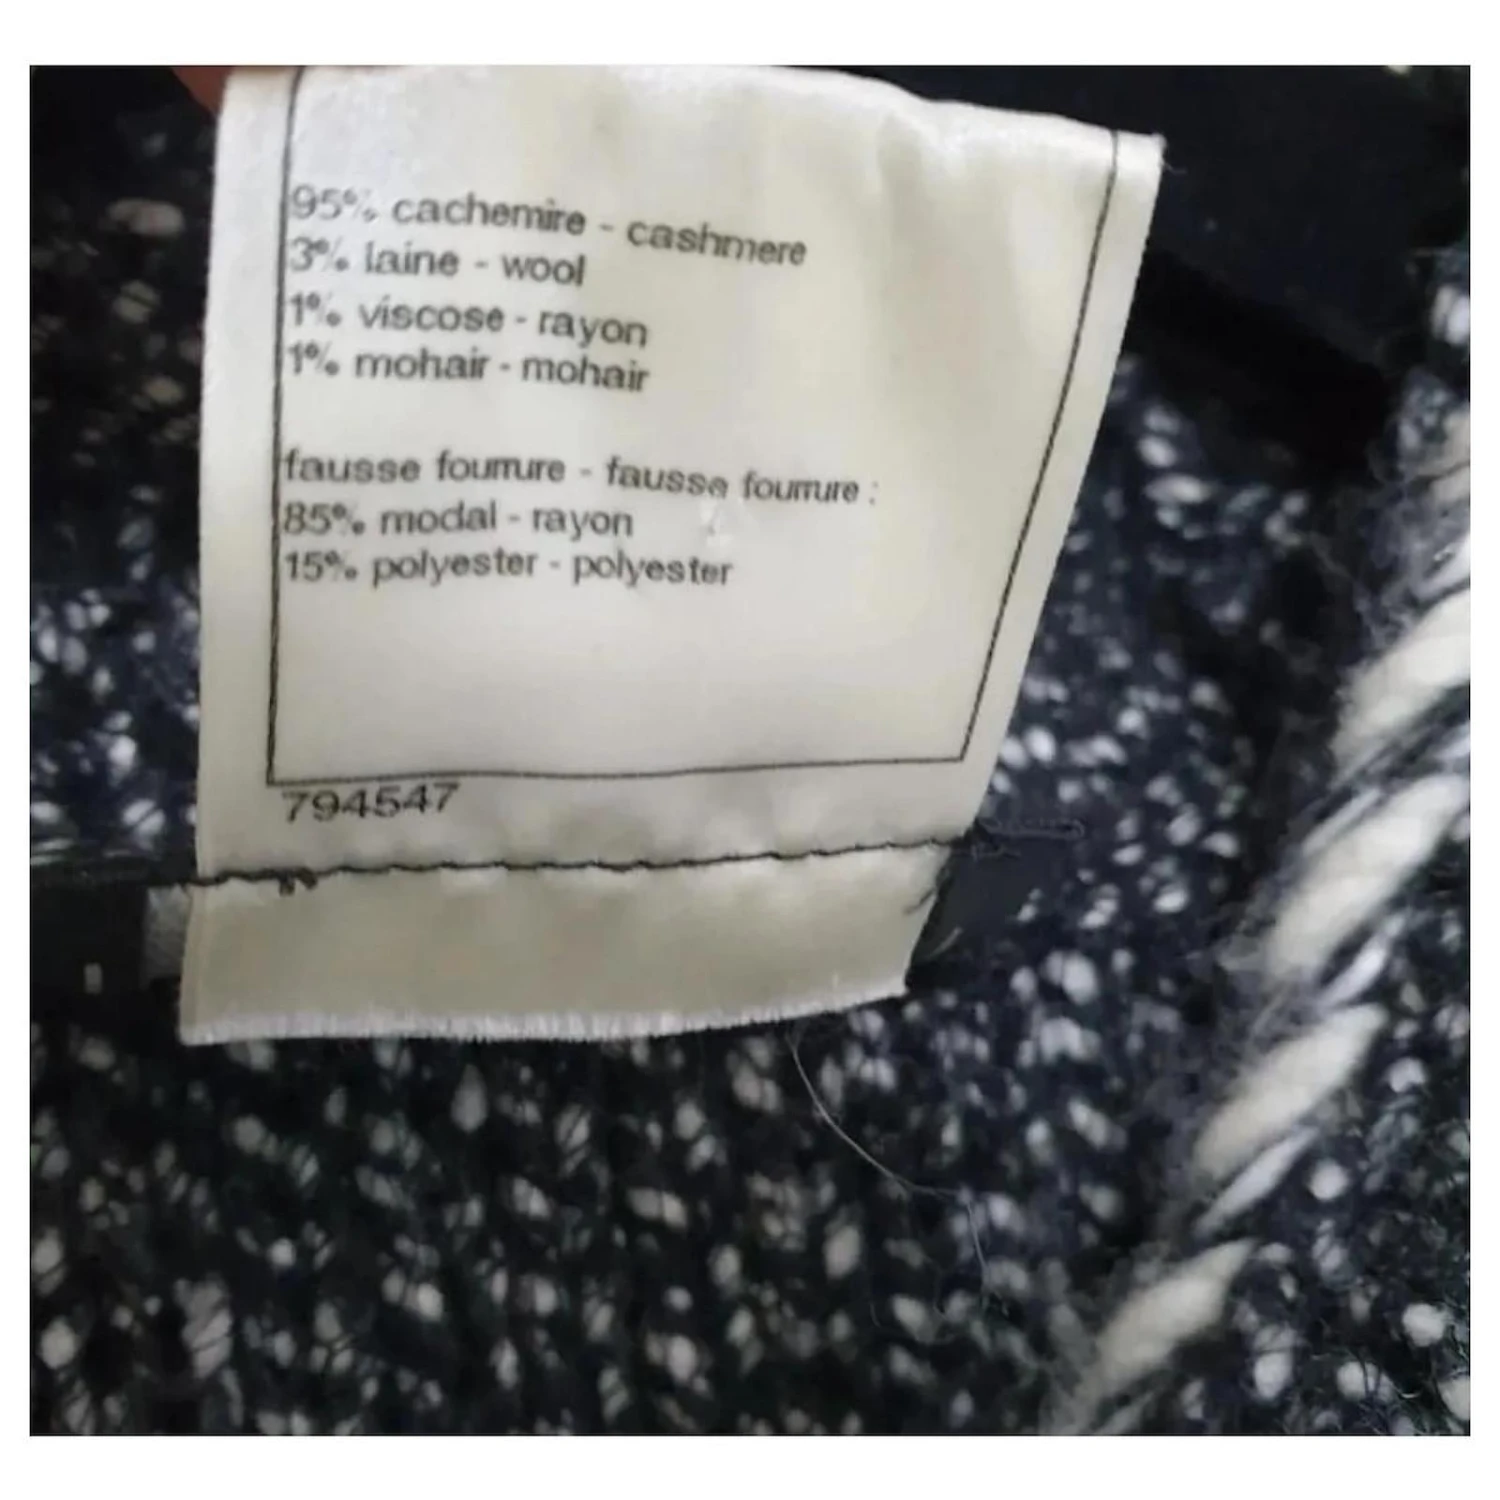 95% cachemire - cashmere
3% laine - wool
1% viscose - rayon
1% mohair - mohair
fausse fourrure - fausse fourrure :
85% modal - rayon
15% polyester - polyester
794547